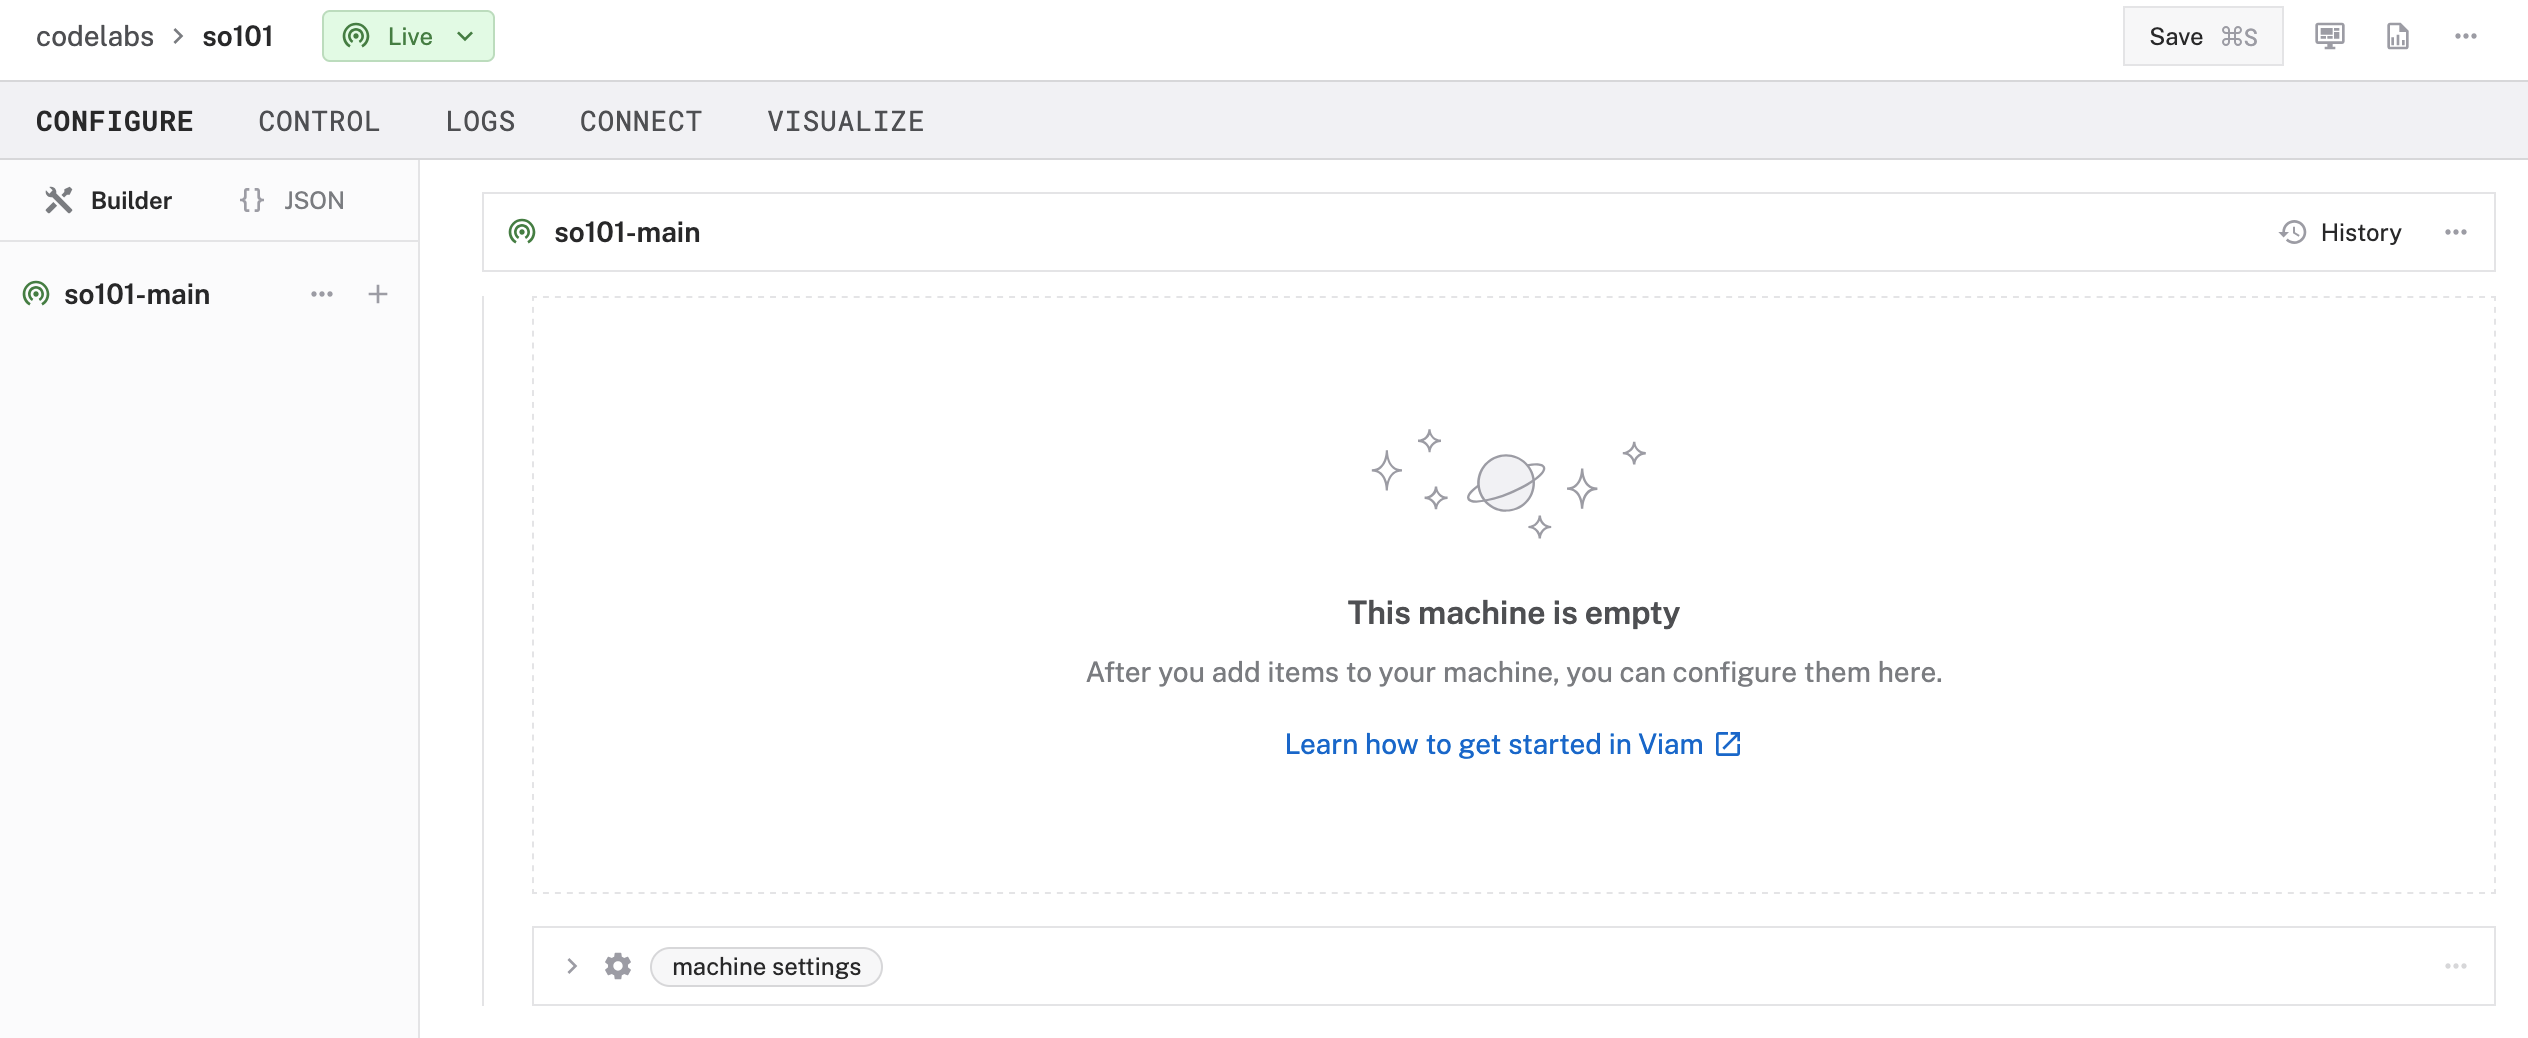 codelabs > so101 Live Save ⌘S
CONFIGURE CONTROL LOGS CONNECT VISUALIZE
Builder {} JSON
so101-main
so101-main History
This machine is empty
After you add items to your machine, you can configure them here.
Learn how to get started in Viam
machine settings